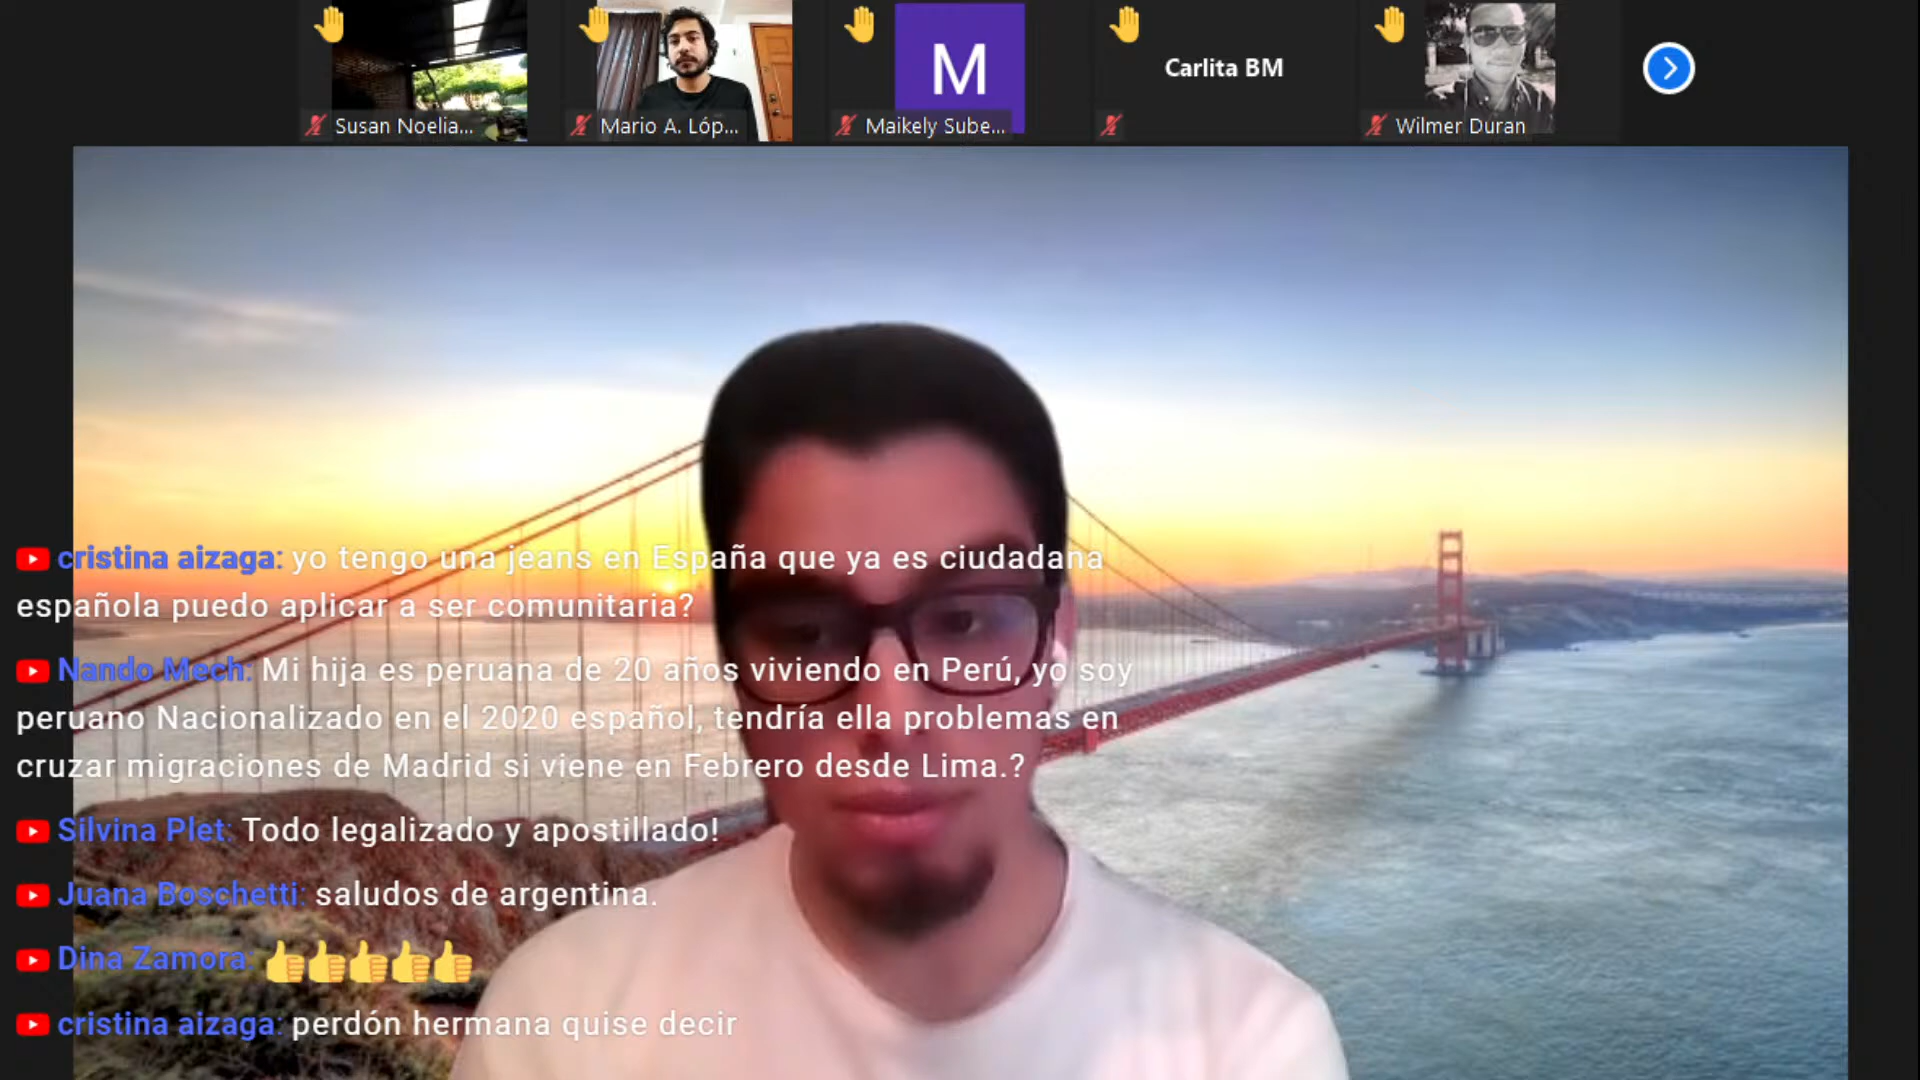 Susan Noelia...
Mario A. Lóp...
M
Maikely Sube...
Carlita BM
Wilmer Duran
cristina aizaga: yo tengo una jeans en España que ya es ciudadana
española puedo aplicar a ser comunitaria?
Nando Mech: Mi hija es peruana de 20 años viviendo en Perú, yo soy
peruano Nacionalizado en el 2020 español, tendría ella problemas en
cruzar migraciones de Madrid si viene en Febrero desde Lima.?
Silvina Plet: Todo legalizado y apostillado!
Juana Boschetti: saludos de argentina.
Dina Zamora: 👍👍👍👍👍
cristina aizaga: perdón hermana quise decir